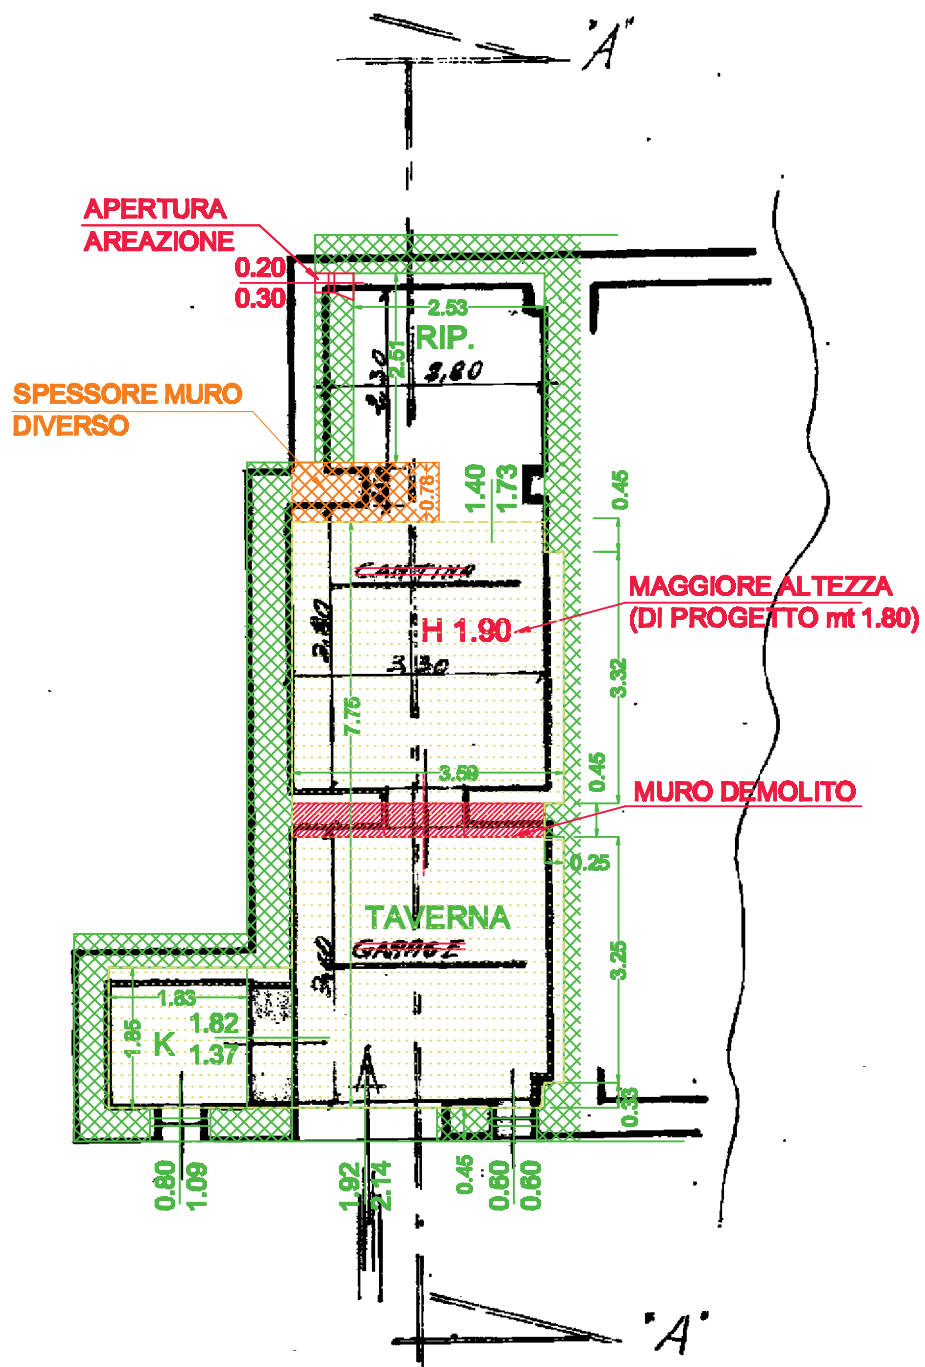 "A"
APERTURA
AREAZIONE
0.20
0.30
2.53
RIP.
2.51
2.30
2,80
SPESSORE MURO
DIVERSO
0.78
1.40
1.73
0.45
CANTINA
MAGGIORE ALTEZZA
(DI PROGETTO mt 1.80)
H 1.90
3.30
3.32
7.75
3.59
0.45
MURO DEMOLITO
0.25
TAVERNA
GARAGE
3.25
1.83
1.85
K
1.82
1.37
0.33
0.80
1.09
1.92
2.14
0.45
0.60
0.60
"A"